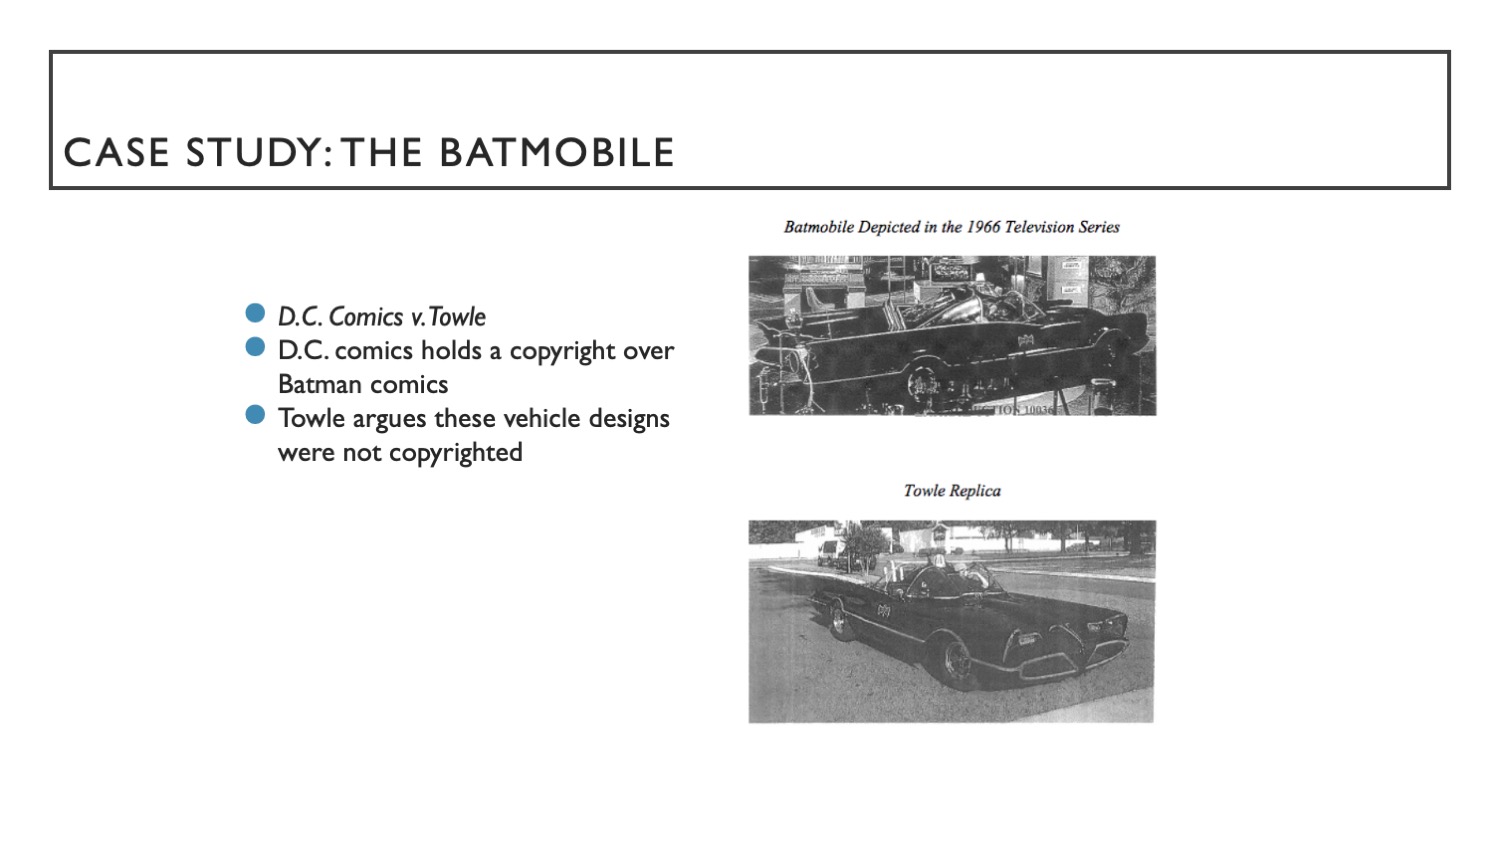 CASE STUDY: THE BATMOBILE
D.C. Comics v. Towle
D.C. comics holds a copyright over
Batman comics
Towle argues these vehicle designs
were not copyrighted
Batmobile Depicted in the 1966 Television Series
Towle Replica